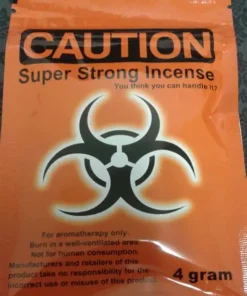 CAUTION
Super Strong Incense
You think you can handle it?
For aromatherapy only.
Burn in a well-ventilated area
Not for human consumption.
Manufacturers and retailers of this
product take no responsibility for the
incorrect use or misuse of this product
4 gram